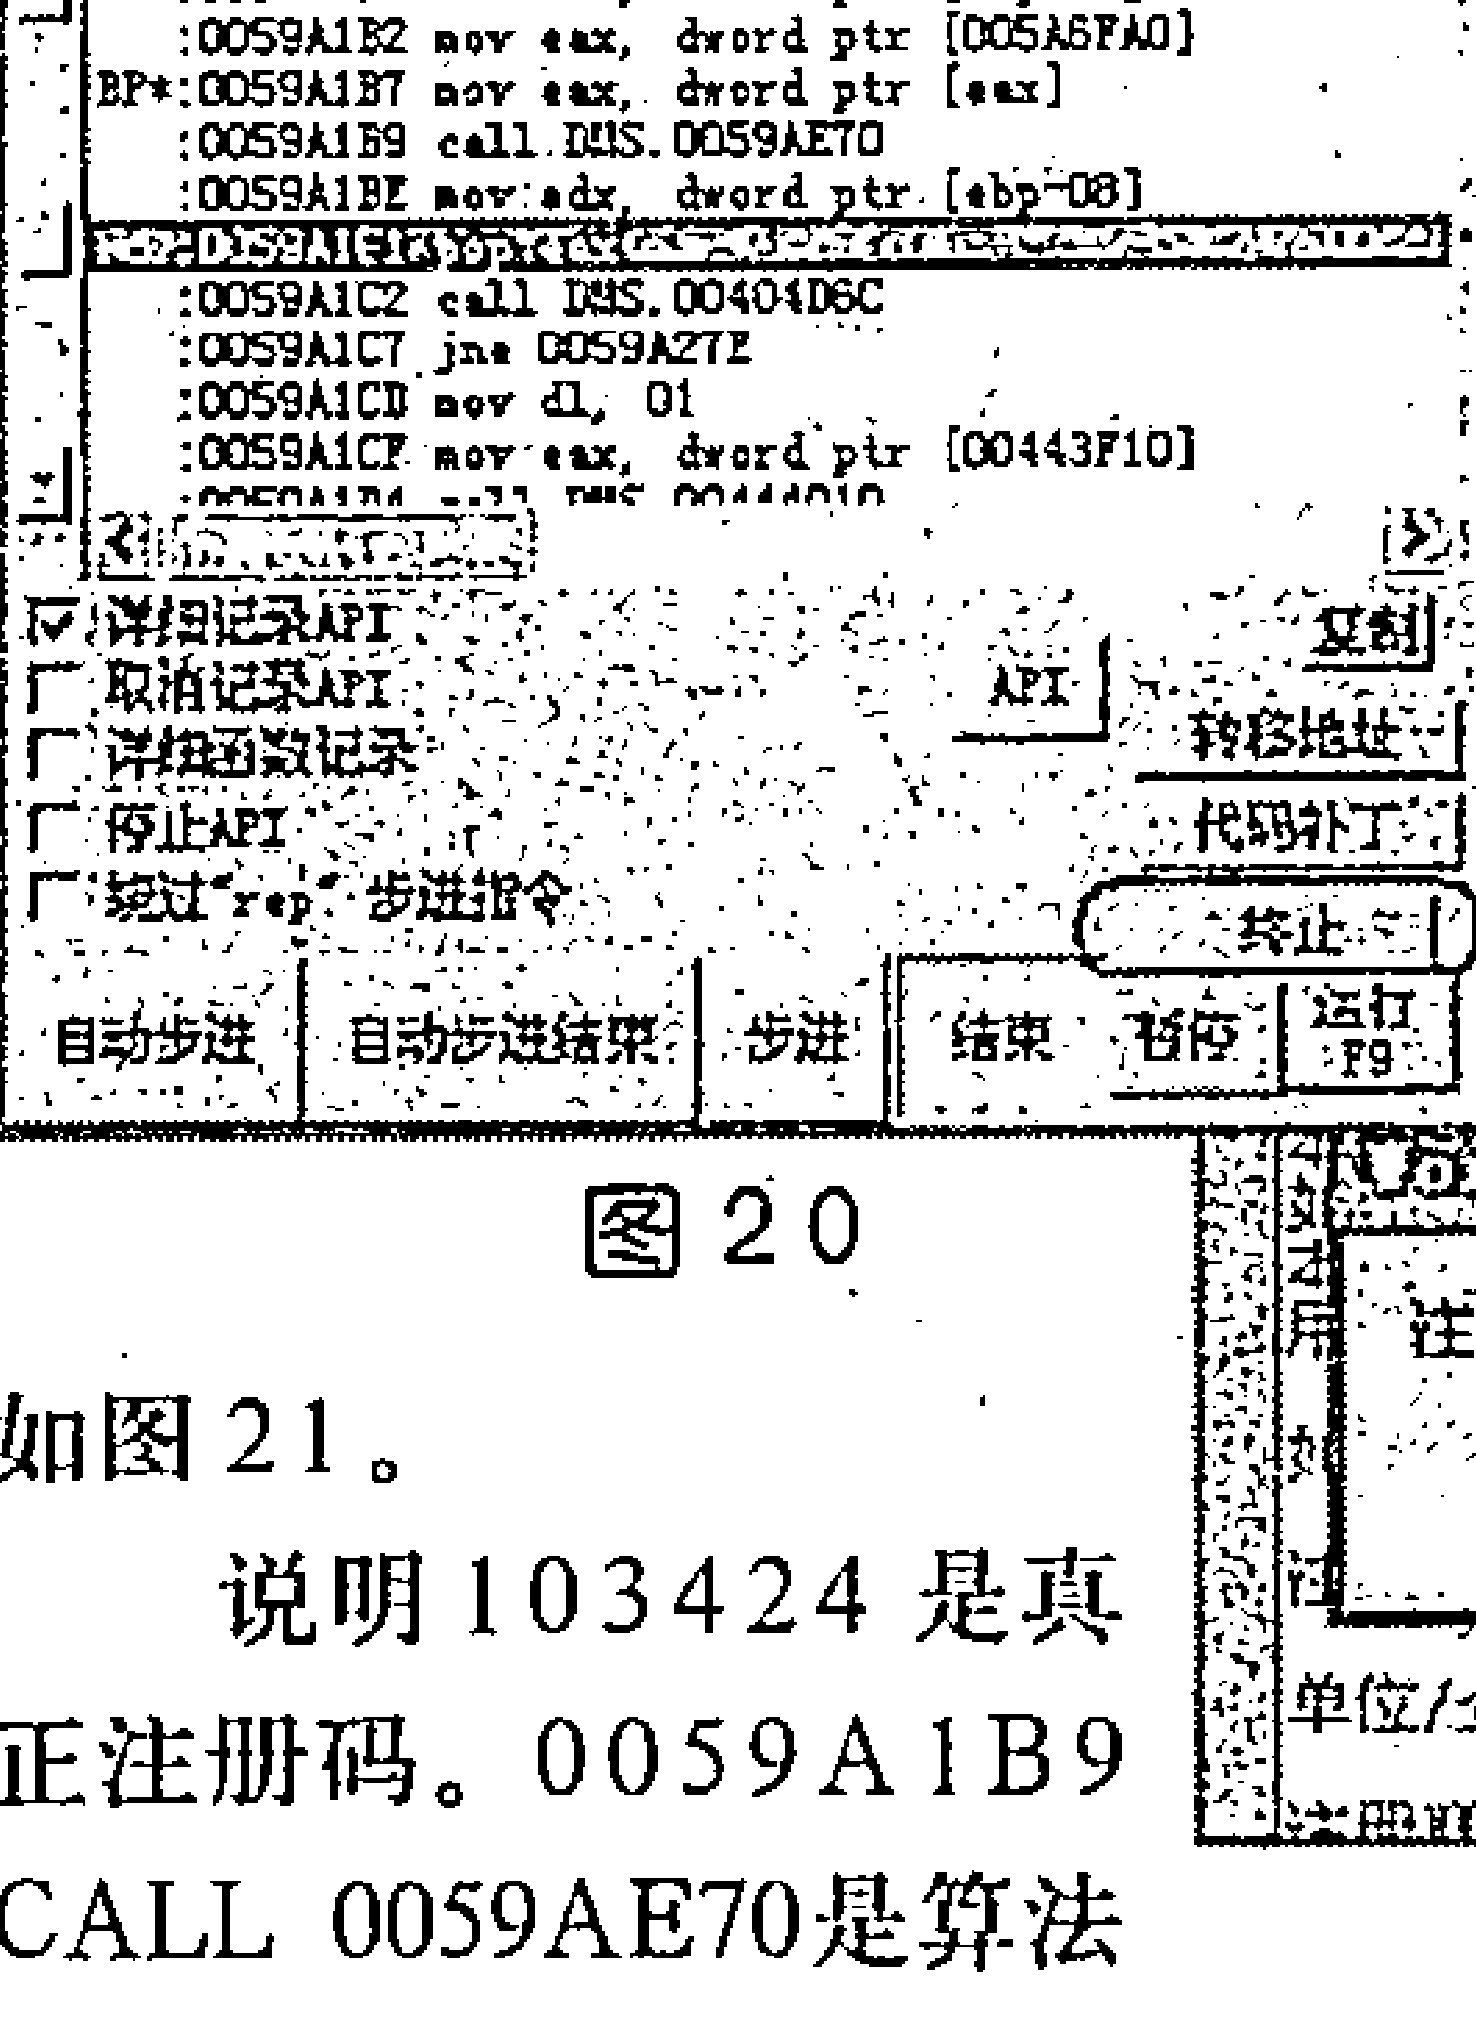 :0059A1B2 mov eax, dword ptr [005A6FA0]
BP*:0059A1B7 mov eax, dword ptr [eax]
:0059A1B9 call DMS.0059AE70
:0059A1BE mov edx, dword ptr [ebp-08]
:0059A1C2 call DMS.00404D6C
:0059A1C7 jne 0059A27E
:0059A1CD mov dl, 01
:0059A1CF mov eax, dword ptr [00443F10]
详细记录API
复制
取消记录API
API
详细函数记录
转移地址
停止API
代码补丁
绕过"rep" 步进指令
终止
自动步进 自动步进结束 步进 结束 暂停 运行
F9
图20
用
注
如图21。
说明103424是真
单位/
正注册码。0059A1B9
CALL 0059AE70是算法